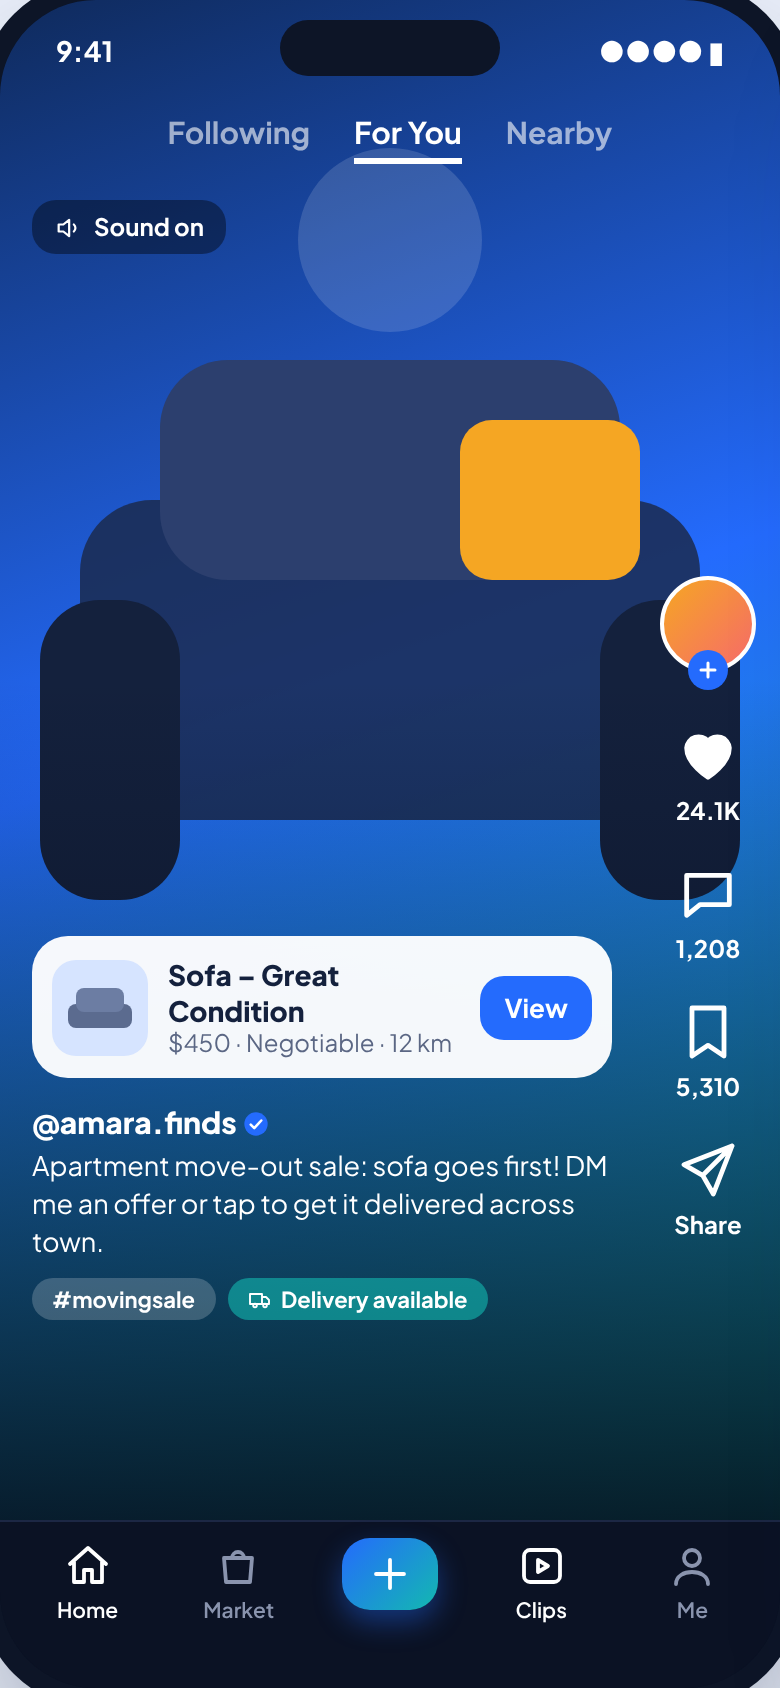 9:41
Following For You Nearby
Sound on
24.1K
1,208
5,310
Share
Sofa – Great
Condition
$450 · Negotiable · 12 km
View
@amara.finds
Apartment move-out sale: sofa goes first! DM
me an offer or tap to get it delivered across
town.
#movingsale Delivery available
Home Market Clips Me